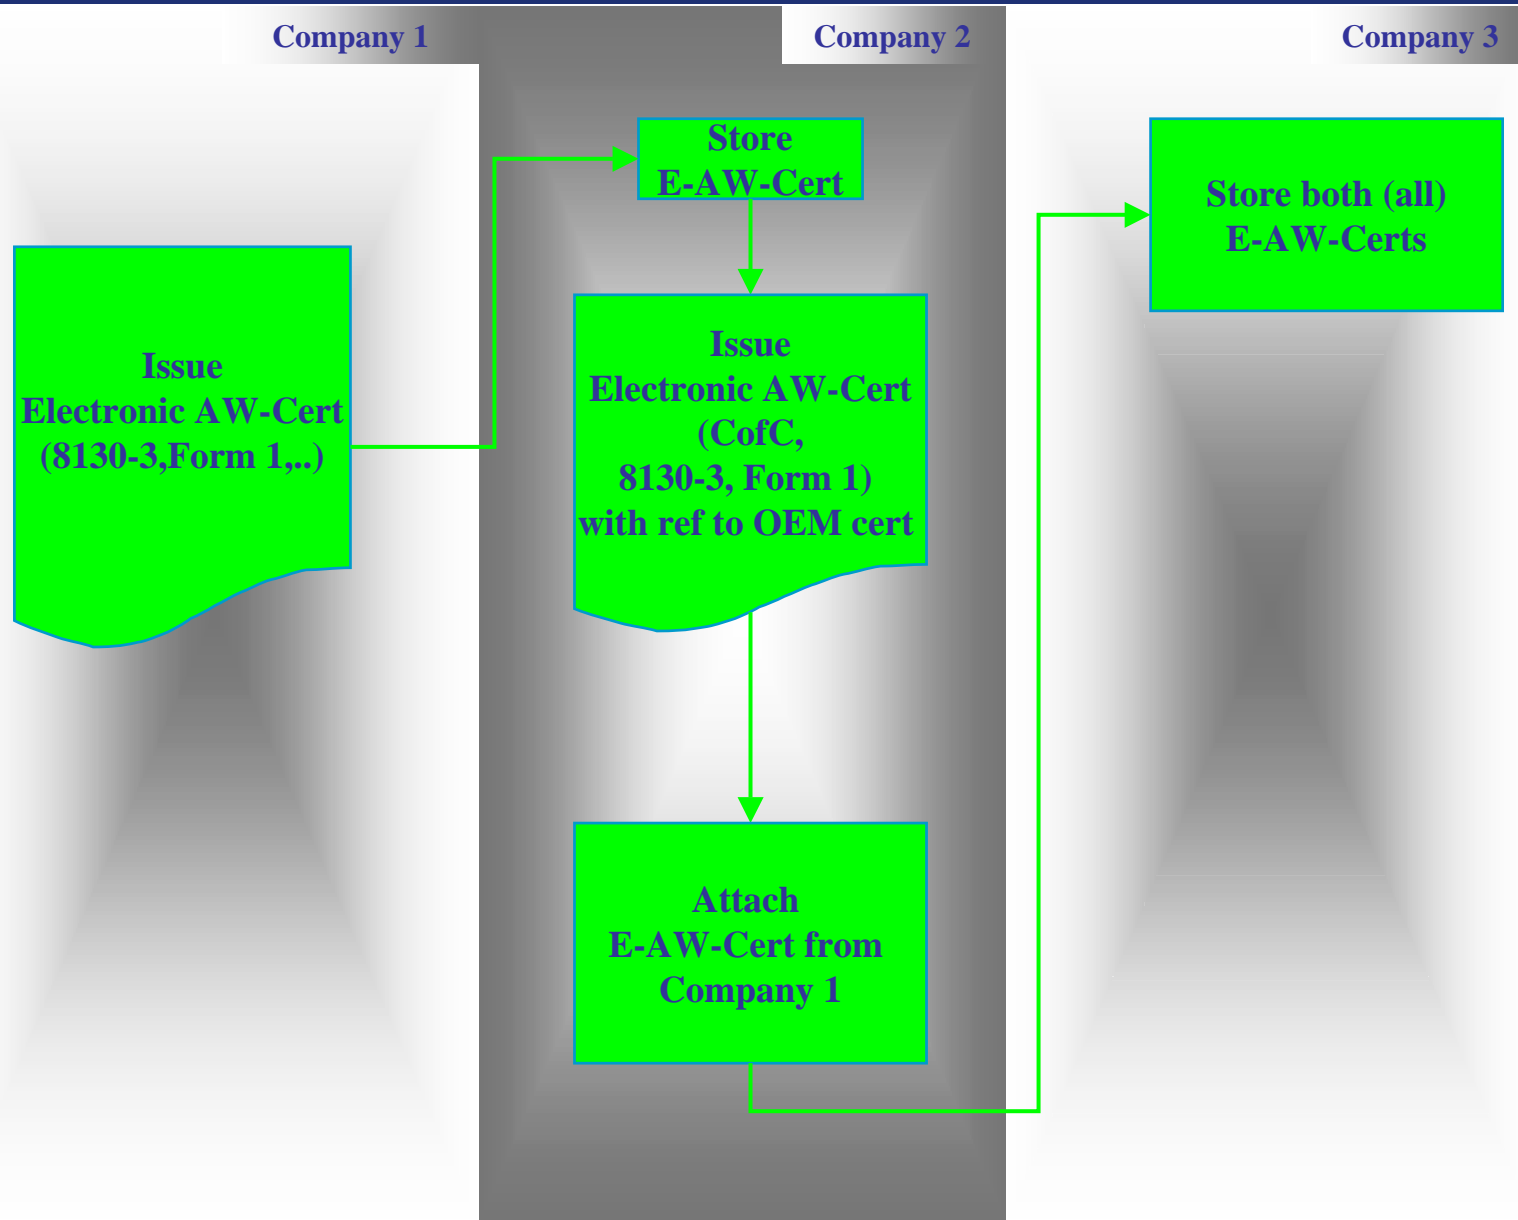 Company 1
Company 2
Company 3
Issue
Electronic AW-Cert
(8130-3,Form 1,..)
Store
E-AW-Cert
Issue
Electronic AW-Cert
(CofC,
8130-3, Form 1)
with ref to OEM cert
Attach
E-AW-Cert from
Company 1
Store both (all)
E-AW-Certs